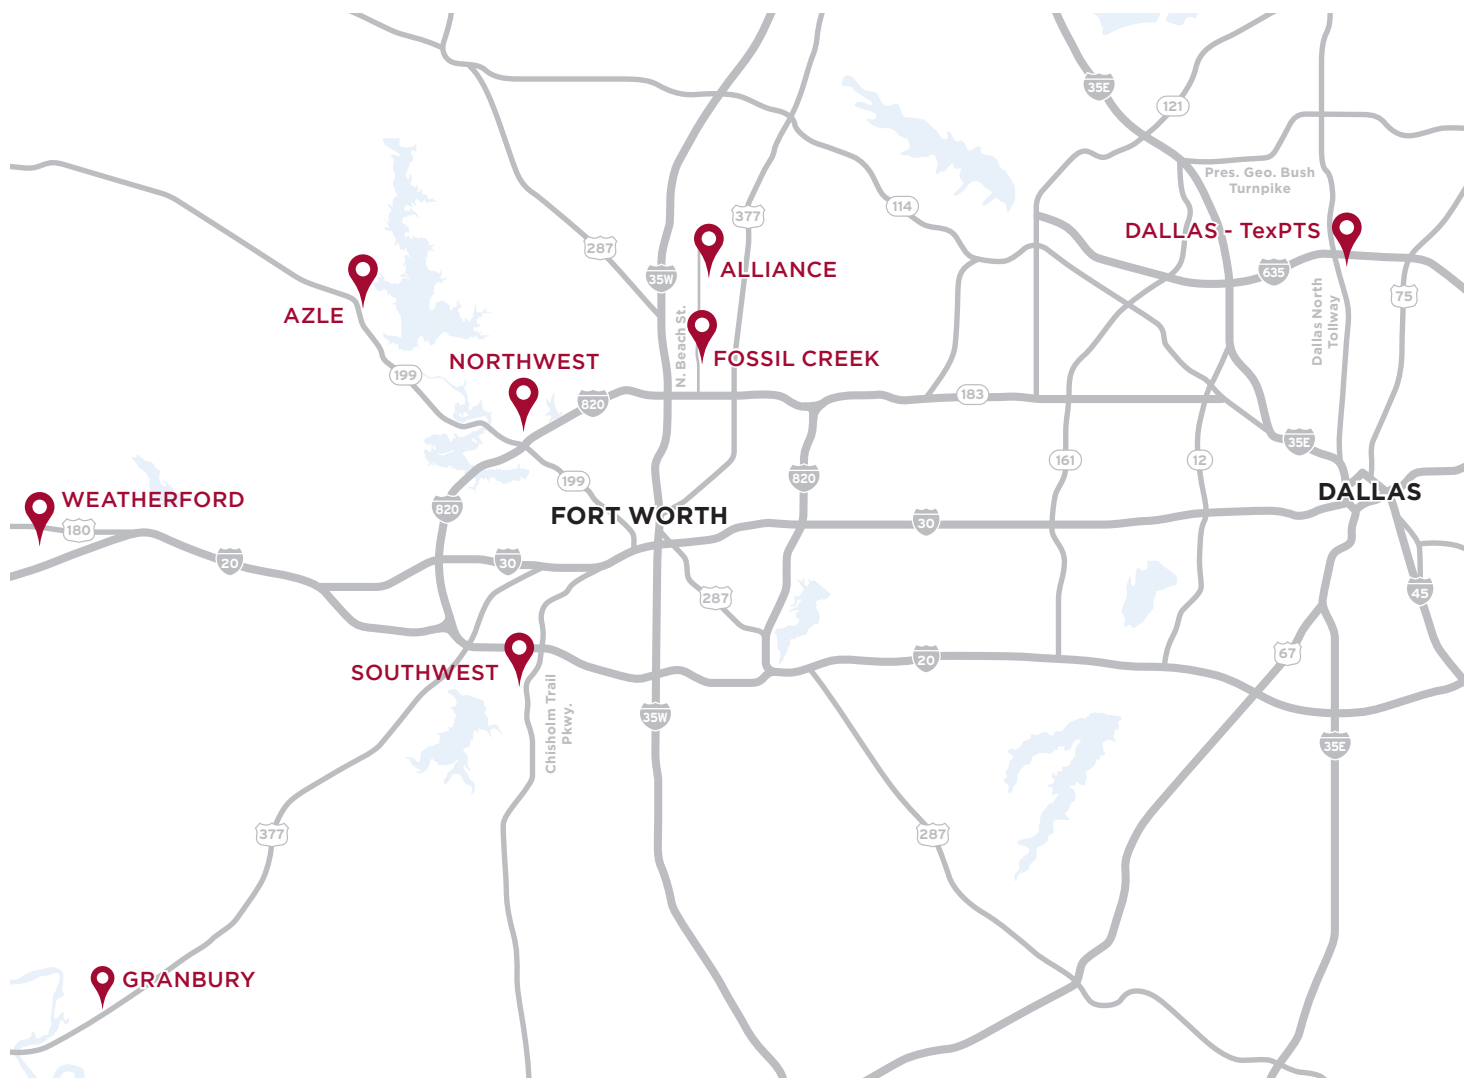 35E
121
Pres. Geo. Bush
Turnpike
114
377
DALLAS - TexPTS
287
35W
ALLIANCE
635
75
AZLE
N. Beach St.
Dallas North
Tollway
NORTHWEST
FOSSIL CREEK
199
820
183
35E
161
12
199
820
820
WEATHERFORD
180
FORT WORTH
30
DALLAS
20
30
287
45
SOUTHWEST
20
67
Chisholm Trail
Pkwy.
35W
35E
377
287
GRANBURY